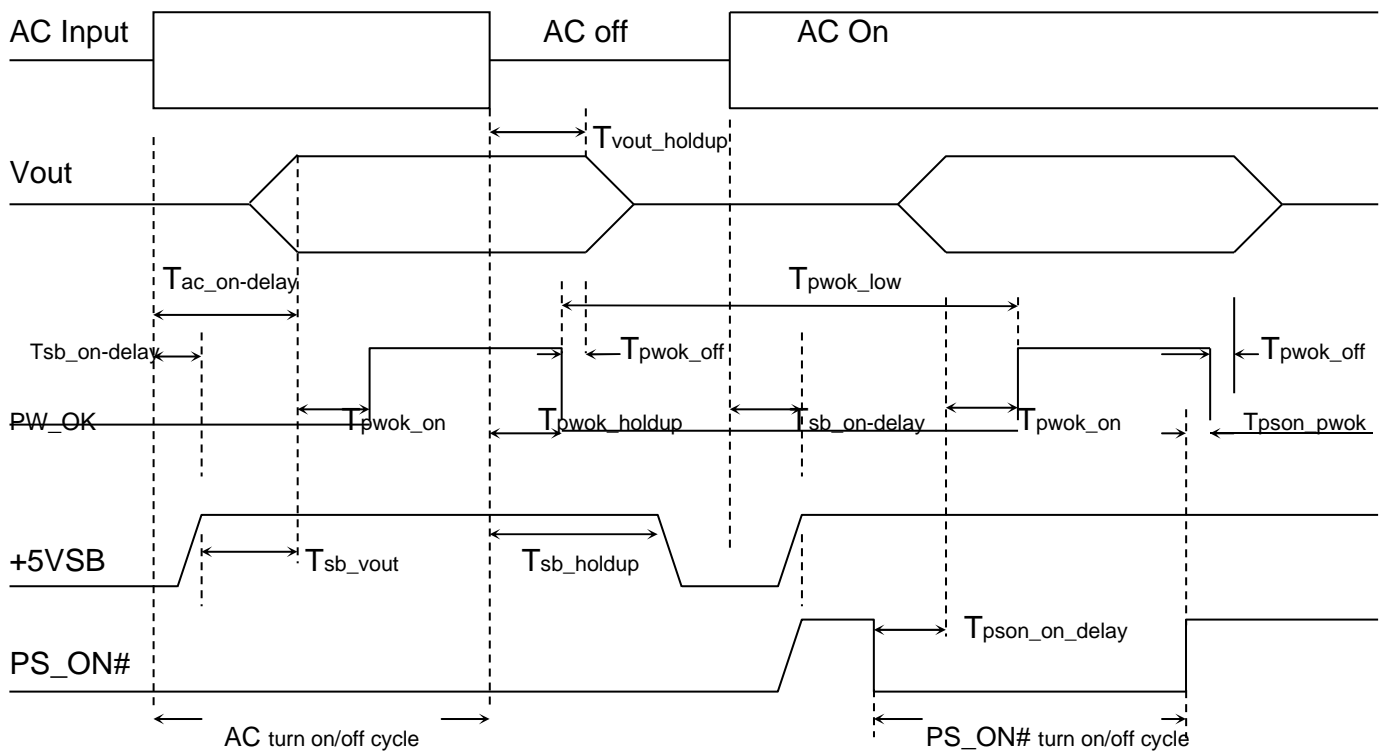 AC Input
AC off
AC On
Tvout_holdup
Vout
Tac_on-delay
Tpwok_low
Tsb_on-delay
Tpwok_off
Tpwok_off
PW_OK
Tpwok_on
Tpwok_holdup
Tsb_on-delay
Tpwok_on
Tpson_pwok
+5VSB
Tsb_vout
Tsb_holdup
Tpson_on_delay
PS_ON#
AC turn on/off cycle
PS_ON# turn on/off cycle